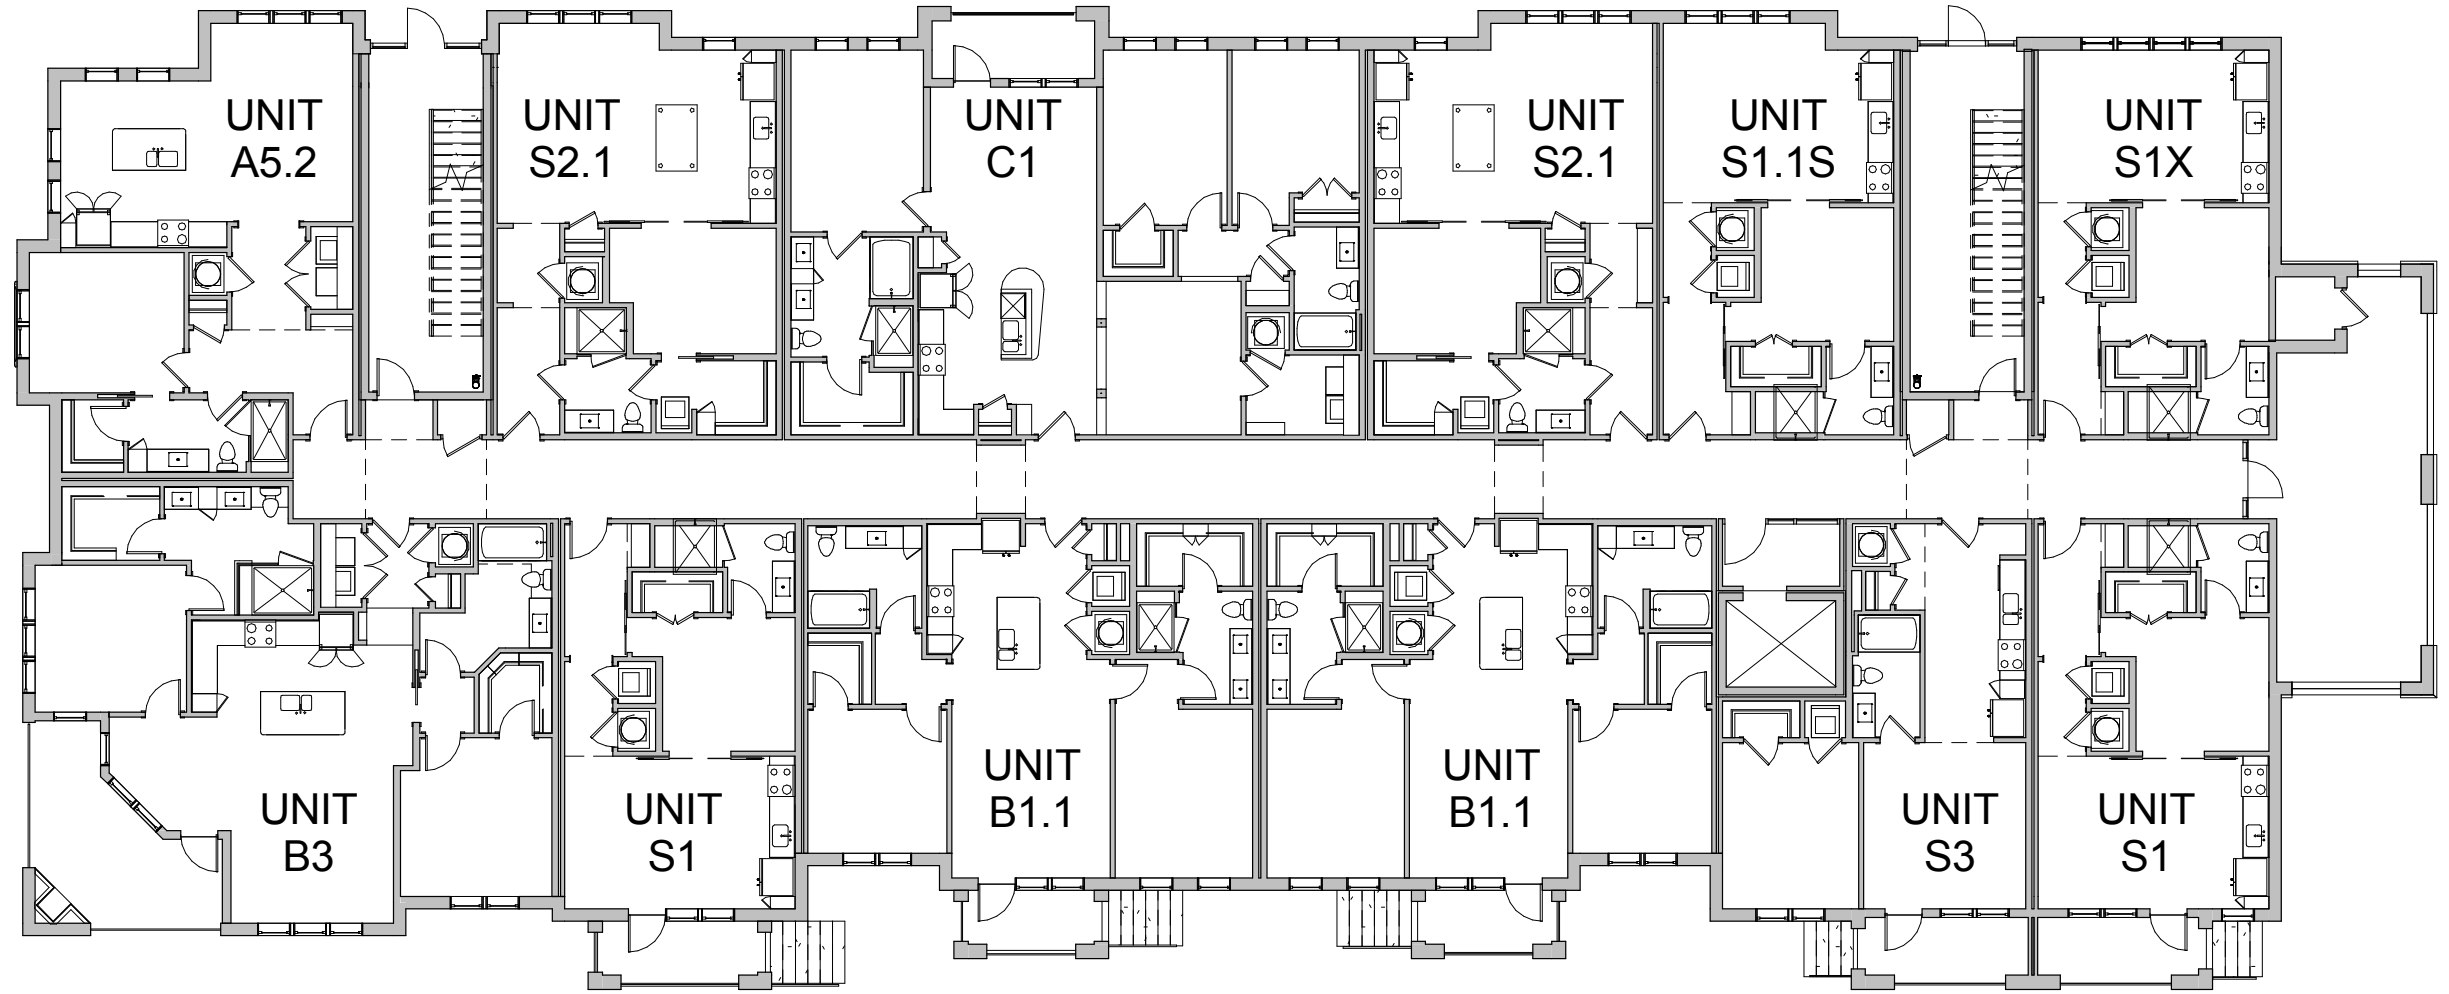 UNIT
A5.2
UNIT
S2.1
UNIT
C1
UNIT
S2.1
UNIT
S1.1S
UNIT
S1X
UNIT
B3
UNIT
S1
UNIT
B1.1
UNIT
B1.1
UNIT
S3
UNIT
S1